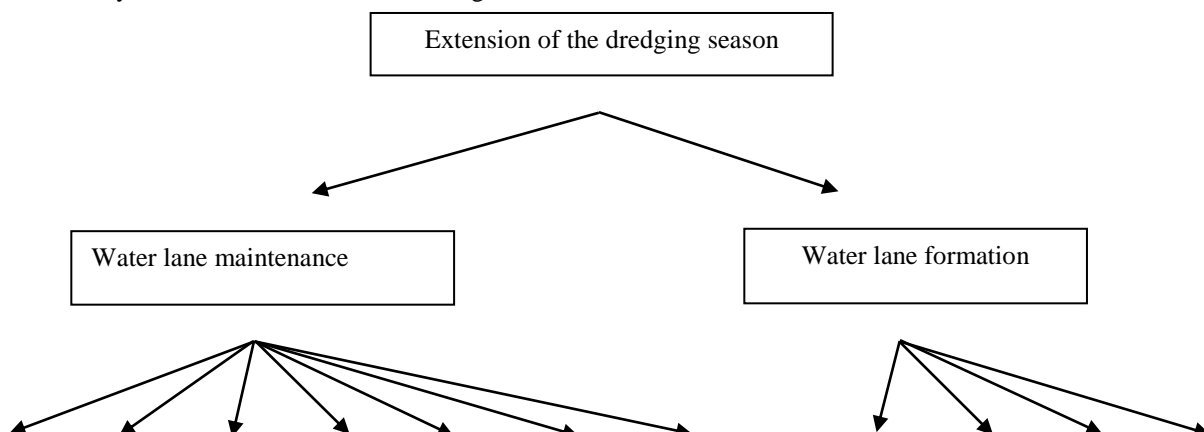 Extension of the dredging season
Water lane maintenance
Water lane formation